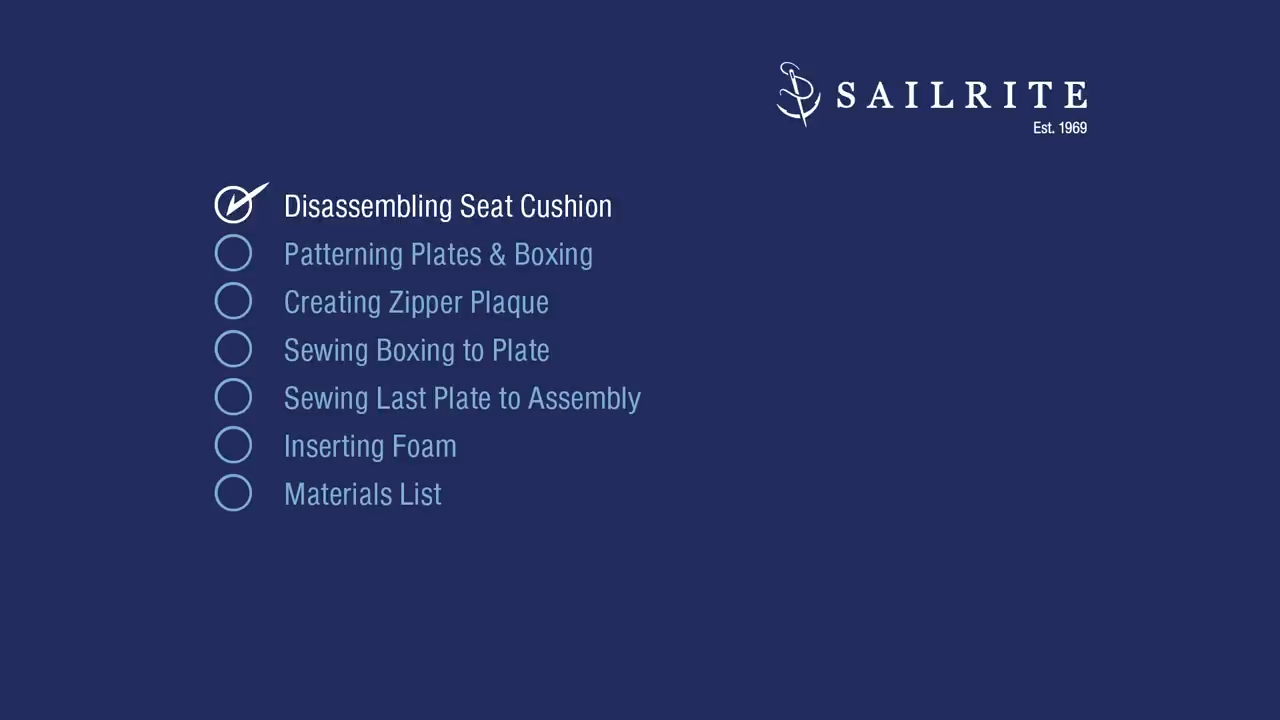 SAILRITE
Est. 1969
Disassembling Seat Cushion
Patterning Plates & Boxing
Creating Zipper Plaque
Sewing Boxing to Plate
Sewing Last Plate to Assembly
Inserting Foam
Materials List